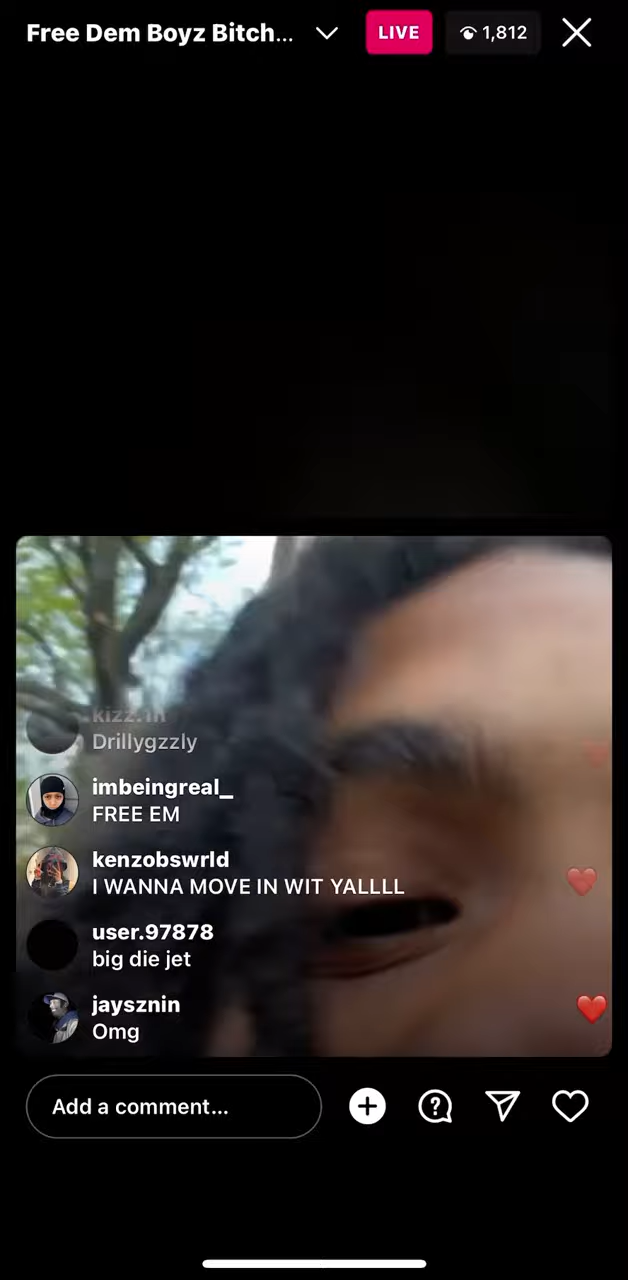 Free Dem Boyz Bitch...
LIVE
1,812
Drillygzzly
imbeingreal_
FREE EM
kenzobswrld
I WANNA MOVE IN WIT YALLLL
user.97878
big die jet
jaysznin
Omg
Add a comment...